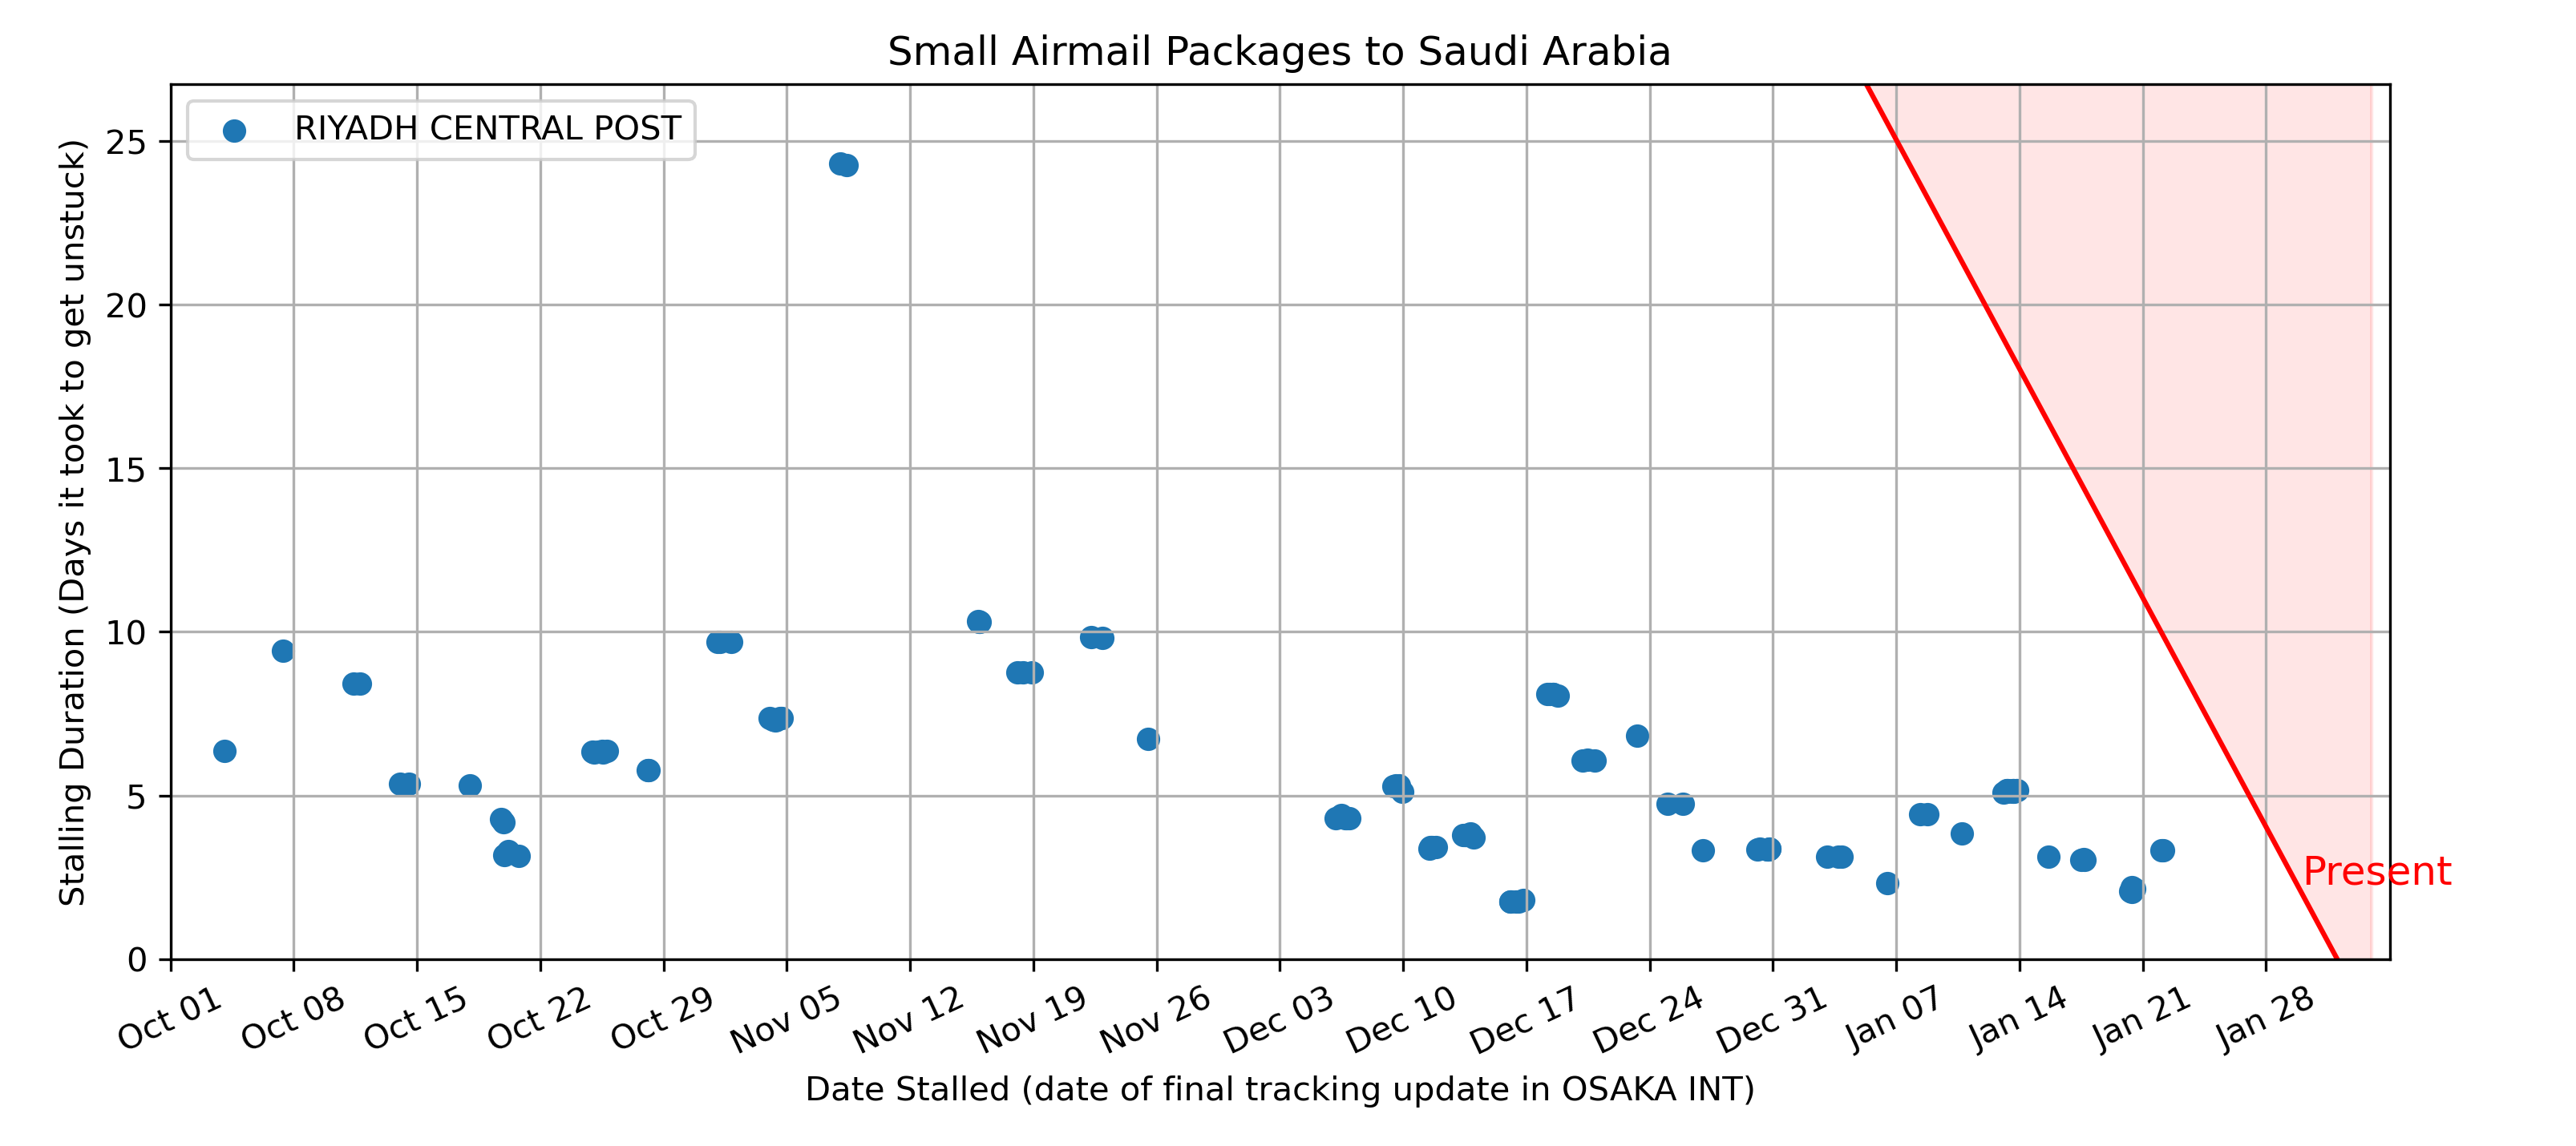 Small Airmail Packages to Saudi Arabia
RIYADH CENTRAL POST
Stalling Duration (Days it took to get unstuck)
25
20
15
10
5
0
Present
Oct 01 Oct 08 Oct 15 Oct 22 Oct 29 Nov 05 Nov 12 Nov 19 Nov 26 Dec 03 Dec 10 Dec 17 Dec 24 Dec 31 Jan 07 Jan 14 Jan 21 Jan 28
Date Stalled (date of final tracking update in OSAKA INT)